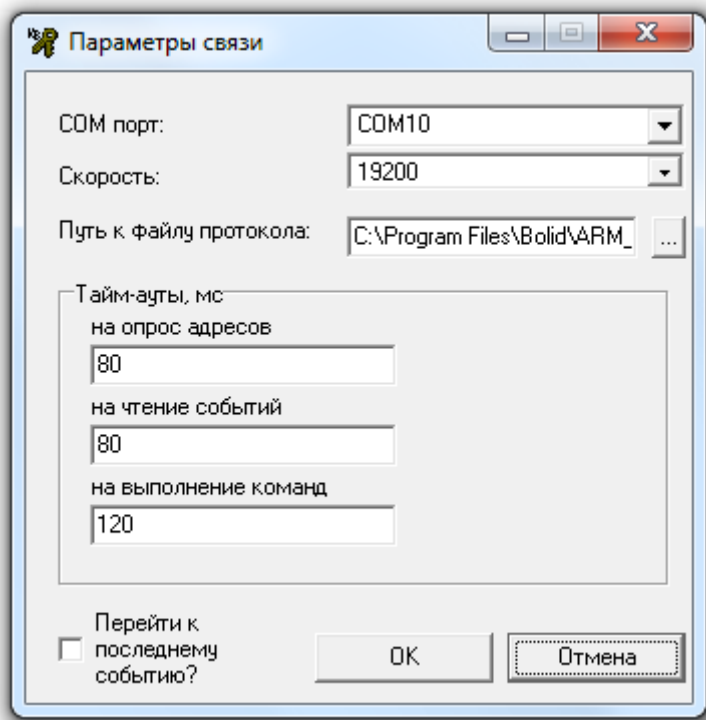 Параметры связи
COM порт:
COM10
Скорость:
19200
Путь к файлу протокола:
C:\Program Files\Bolid\ARM_
...
Тайм-ауты, мс
на опрос адресов
80
на чтение событий
80
на выполнение команд
120
Перейти к
последнему
событию?
OK
Отмена